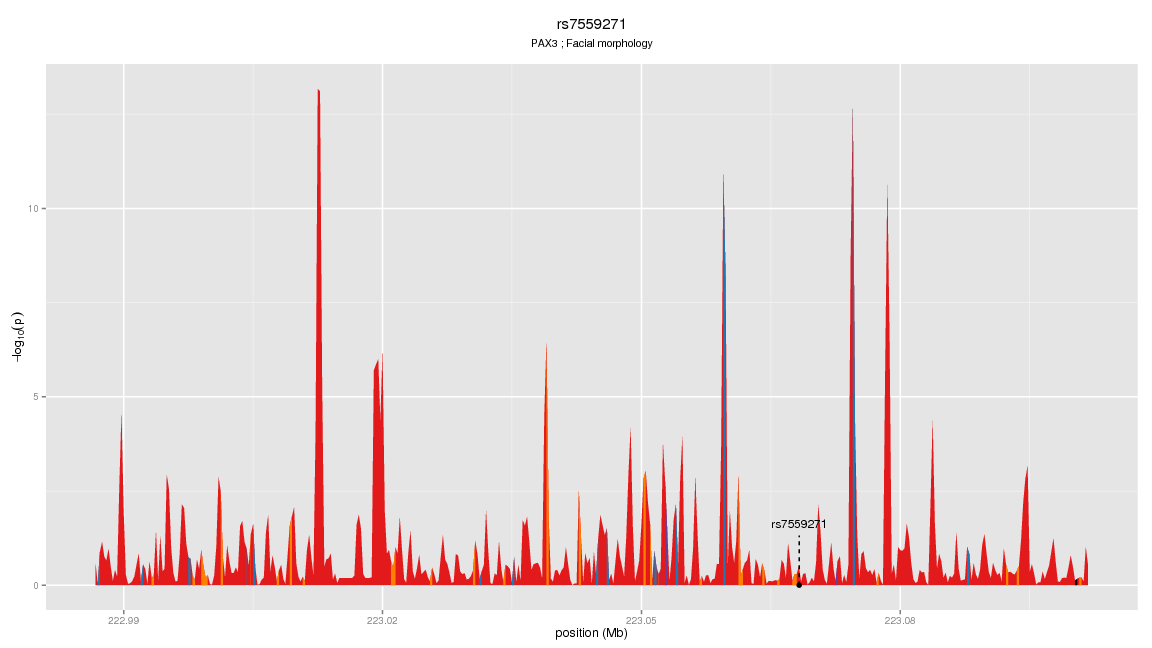 rs7559271
PAX3 ; Facial morphology
10
5
0
−log10(p)
rs7559271
222.99
223.02
223.05
223.08
position (Mb)